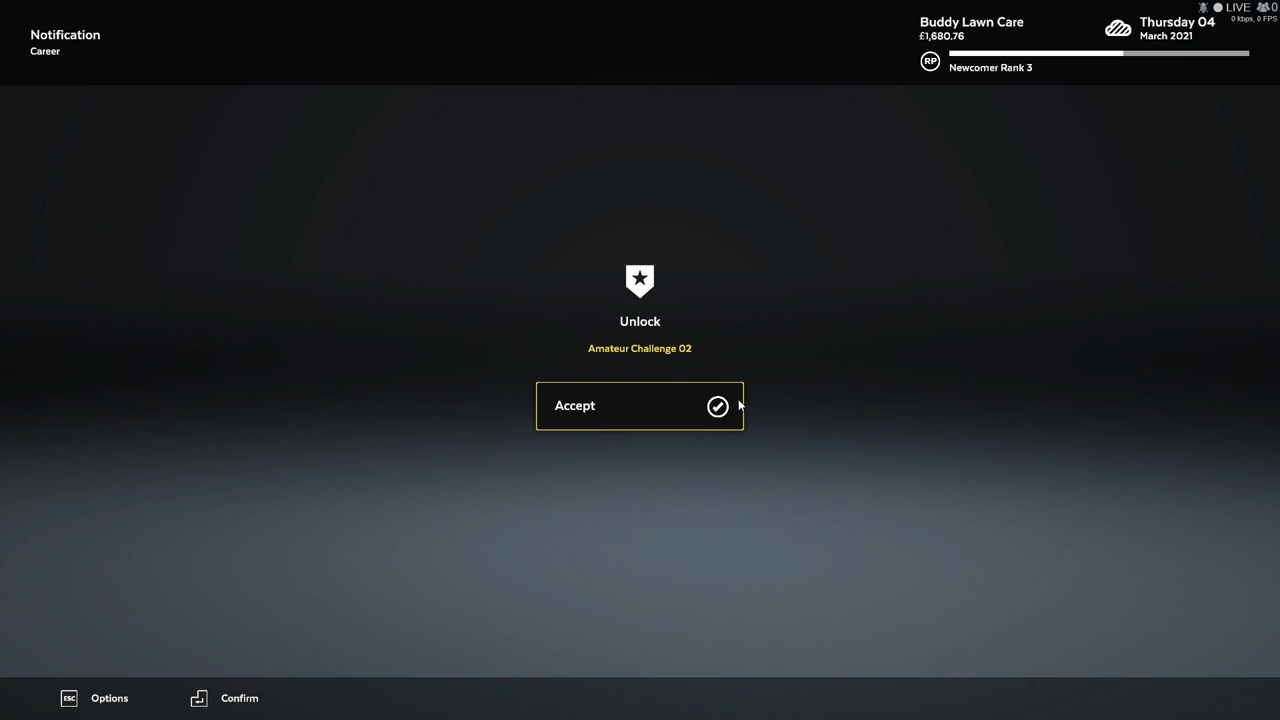 Notification
Career
Buddy Lawn Care
£1,680.76
Thursday 04
March 2021
LIVE 0
0 kbps, 0 FPS
RP
Newcomer Rank 3
Unlock
Amateur Challenge 02
Accept
ESC Options
Confirm